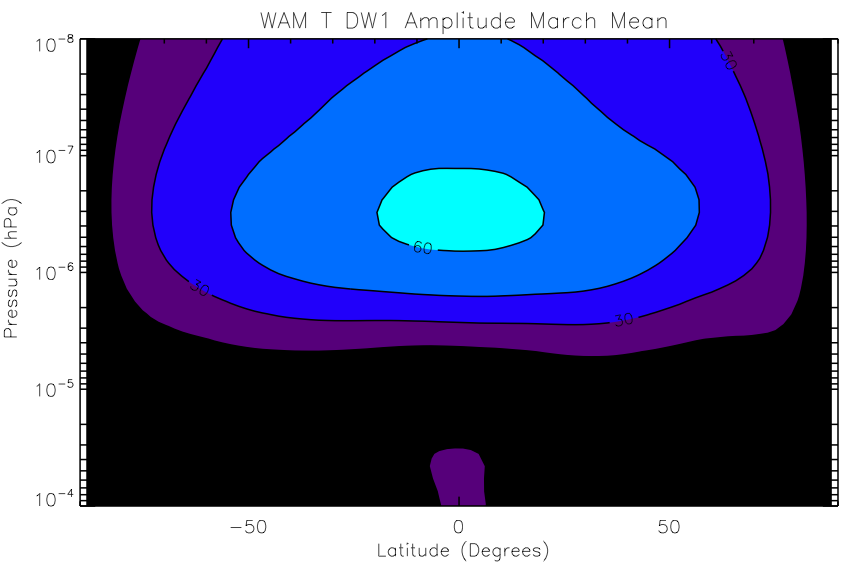 WAM T DW1 Amplitude March Mean
10⁻⁸
30
10⁻⁷
60
10⁻⁶
30
30
10⁻⁵
10⁻⁴
Pressure (hPa)
−50 0 50
Latitude (Degrees)